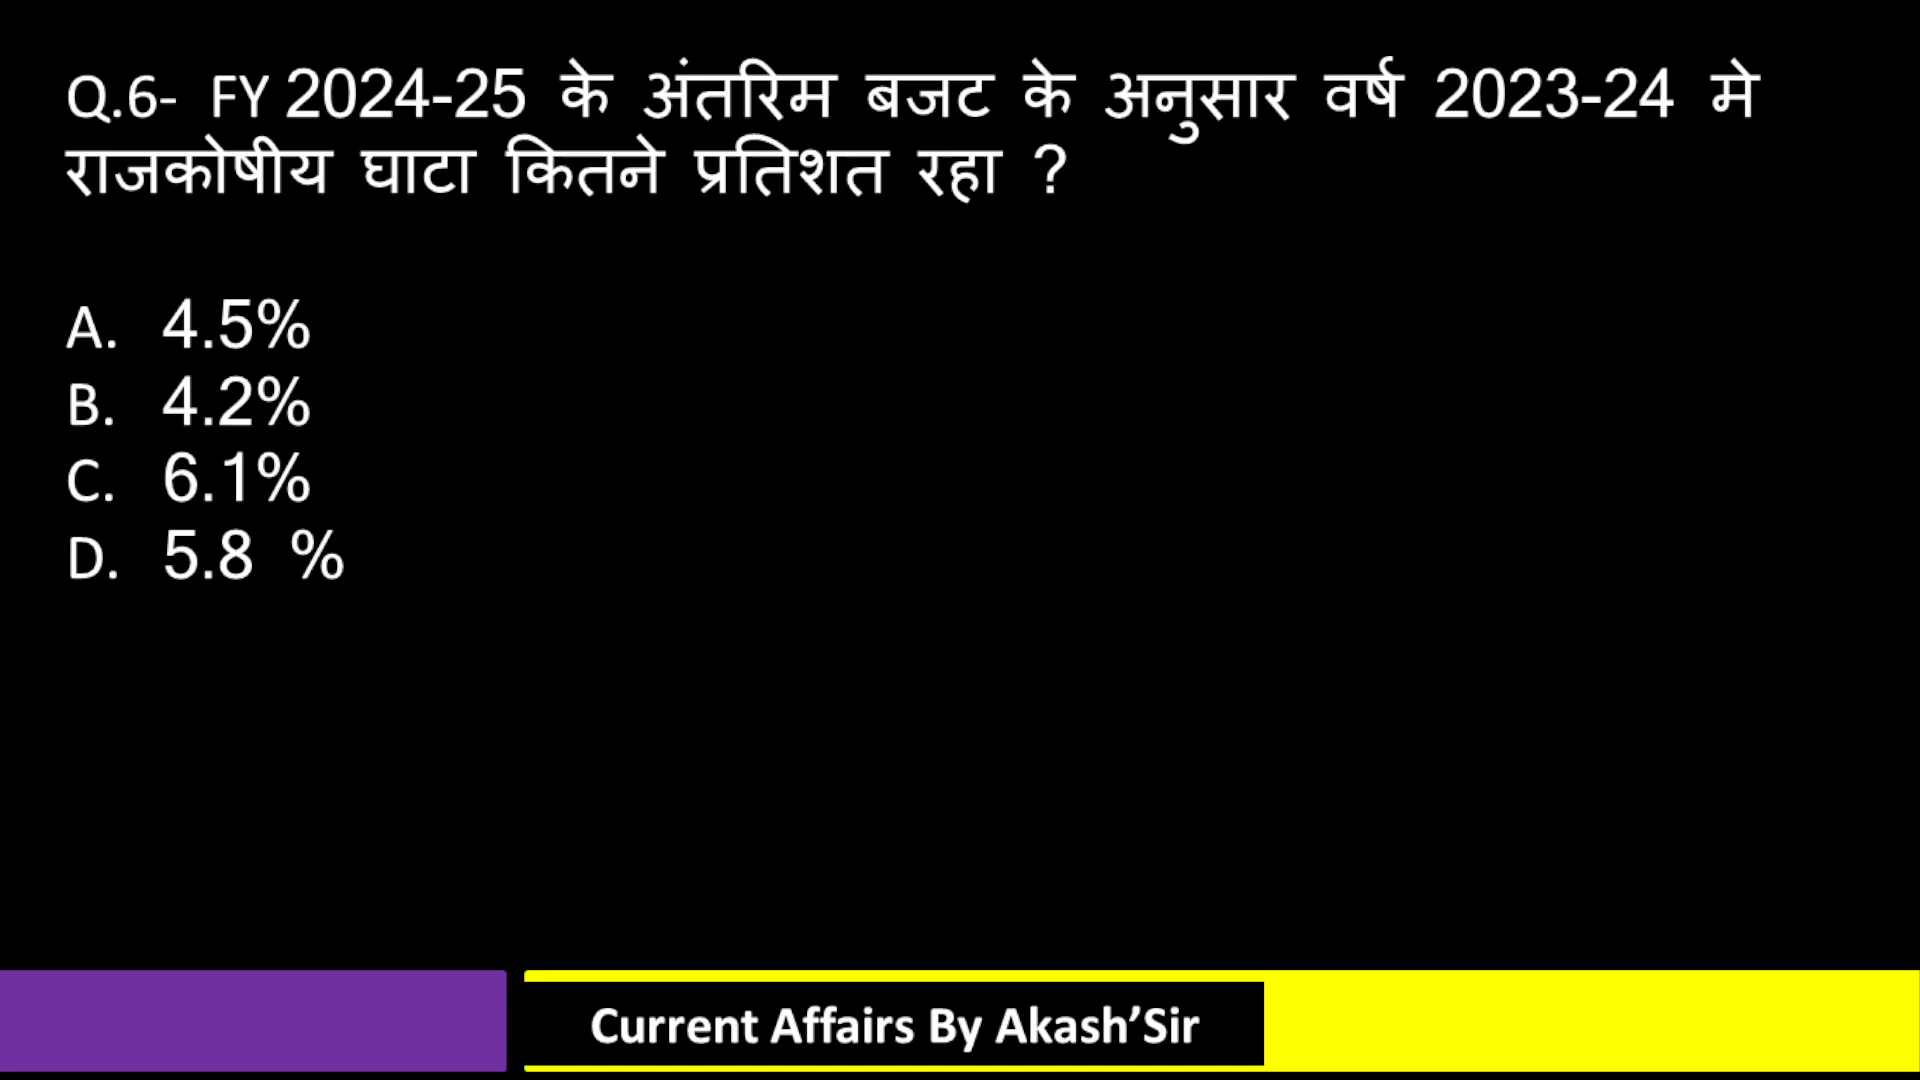 Q.6- FY 2024-25 के अंतरिम बजट के अनुसार वर्ष 2023-24 मे
राजकोषीय घाटा कितने प्रतिशत रहा ?
A. 4.5%
B. 4.2%
C. 6.1%
D. 5.8 %
Current Affairs By Akash’Sir